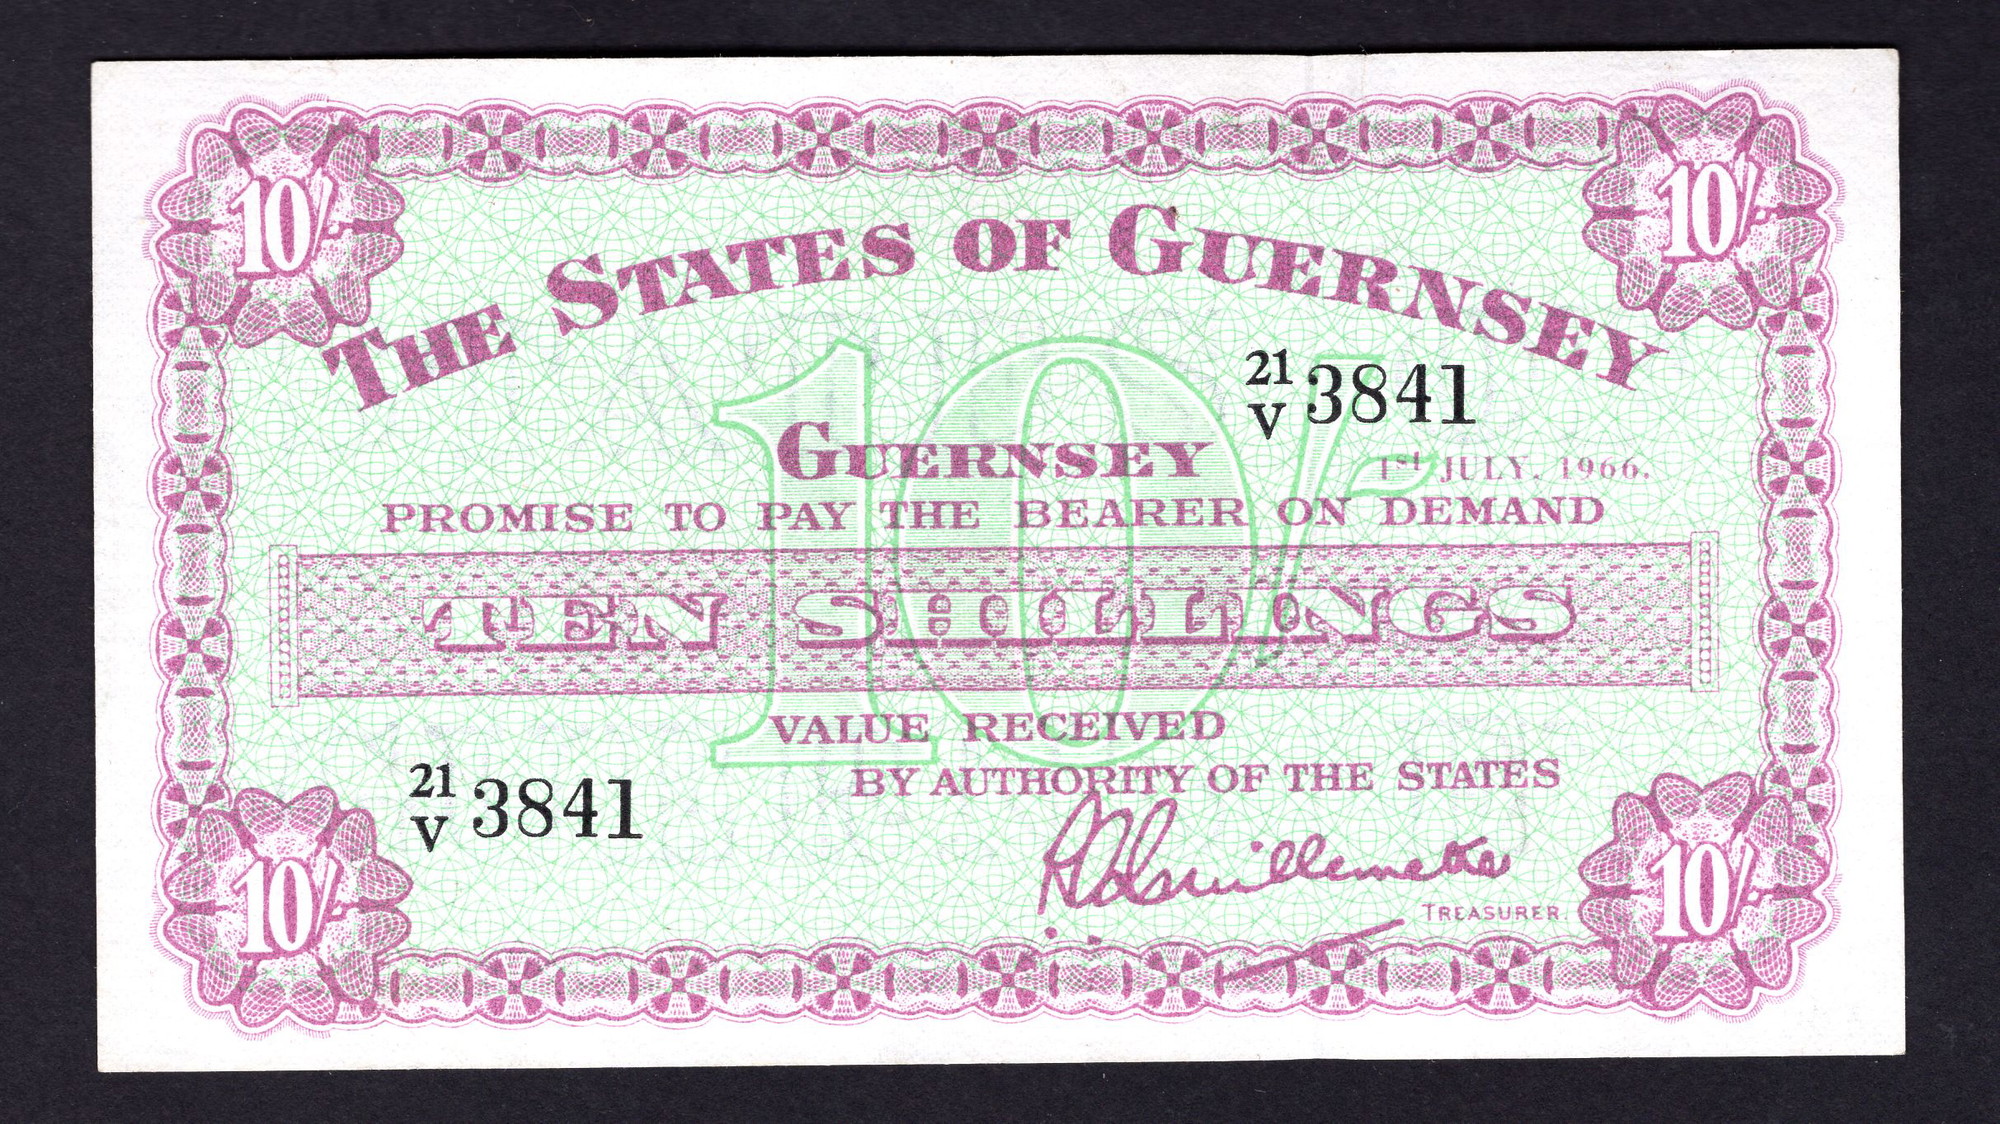 10/ 10/
THE STATES OF GUERNSEY
10/
21/V 3841
GUERNSEY
1st JULY. 1966.
PROMISE TO PAY THE BEARER ON DEMAND
TEN SHILLINGS
VALUE RECEIVED
BY AUTHORITY OF THE STATES
21/V 3841
TREASURER.
10/ 10/